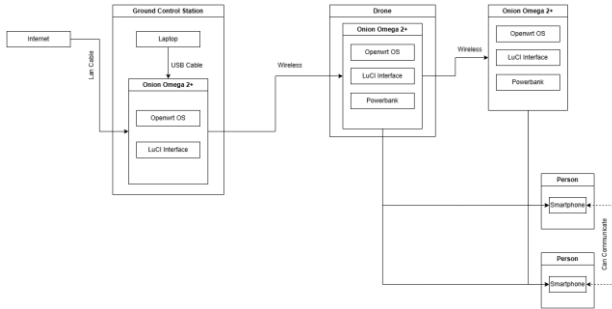 Ground Control Station
Internet
Laptop
Lan Cable
USB Cable
Onion Omega 2+
Openwrt OS
LuCI Interface
Wireless
Drone
Onion Omega 2+
Openwrt OS
LuCI Interface
Powerbank
Wireless
Onion Omega 2+
Openwrt OS
LuCI Interface
Powerbank
Person
Smartphone
Can Communicate
Person
Smartphone